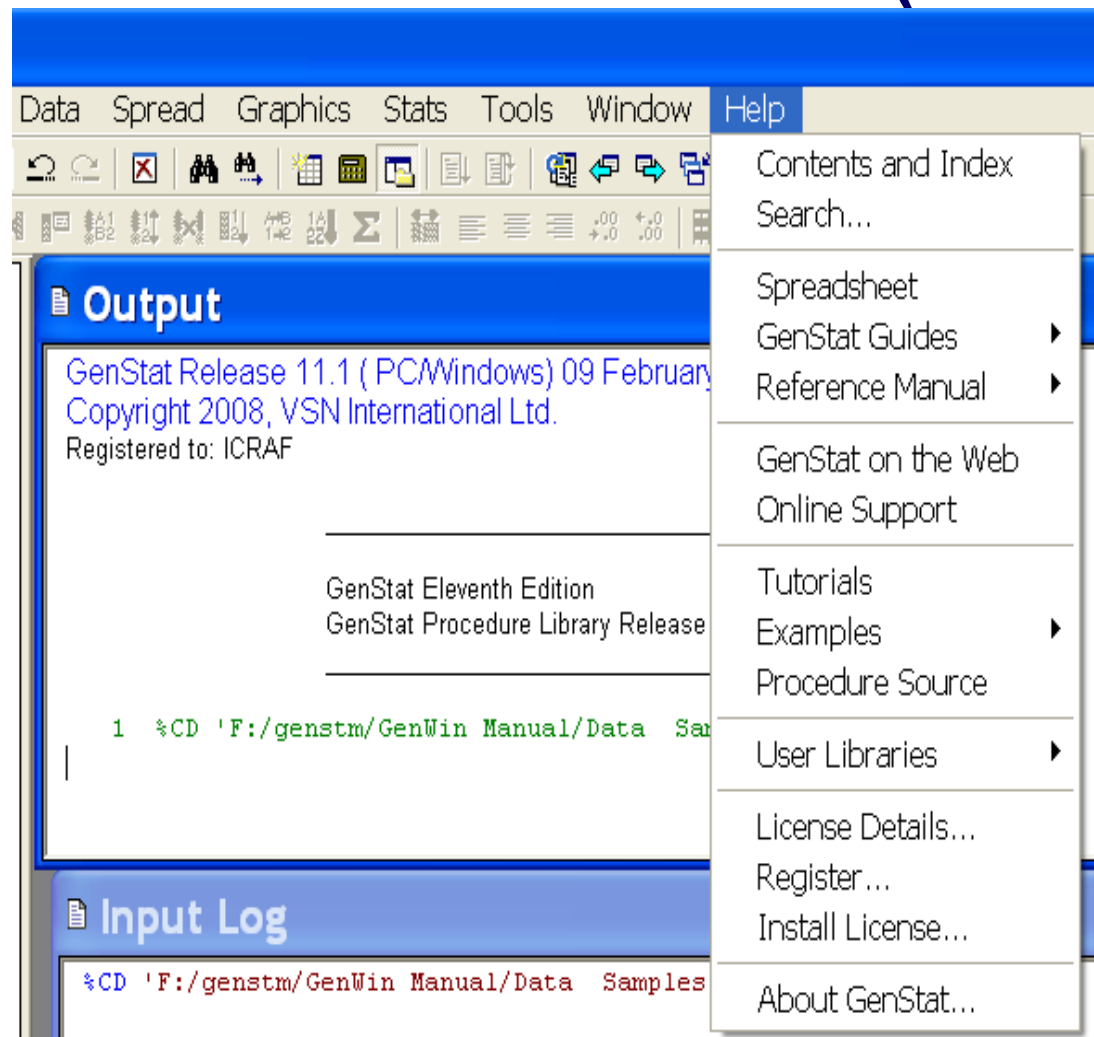 Data Spread Graphics Stats Tools Window Help
Contents and Index
Search...
Spreadsheet
GenStat Guides
Reference Manual
GenStat on the Web
Online Support
Tutorials
Examples
Procedure Source
User Libraries
License Details...
Register...
Install License...
About GenStat...
Output
GenStat Release 11.1 ( PC/Windows) 09 February
Copyright 2008, VSN International Ltd.
Registered to: ICRAF
GenStat Eleventh Edition
GenStat Procedure Library Release
1 %CD 'F:/genstm/GenWin Manual/Data Sam
Input Log
%CD 'F:/genstm/GenWin Manual/Data Samples